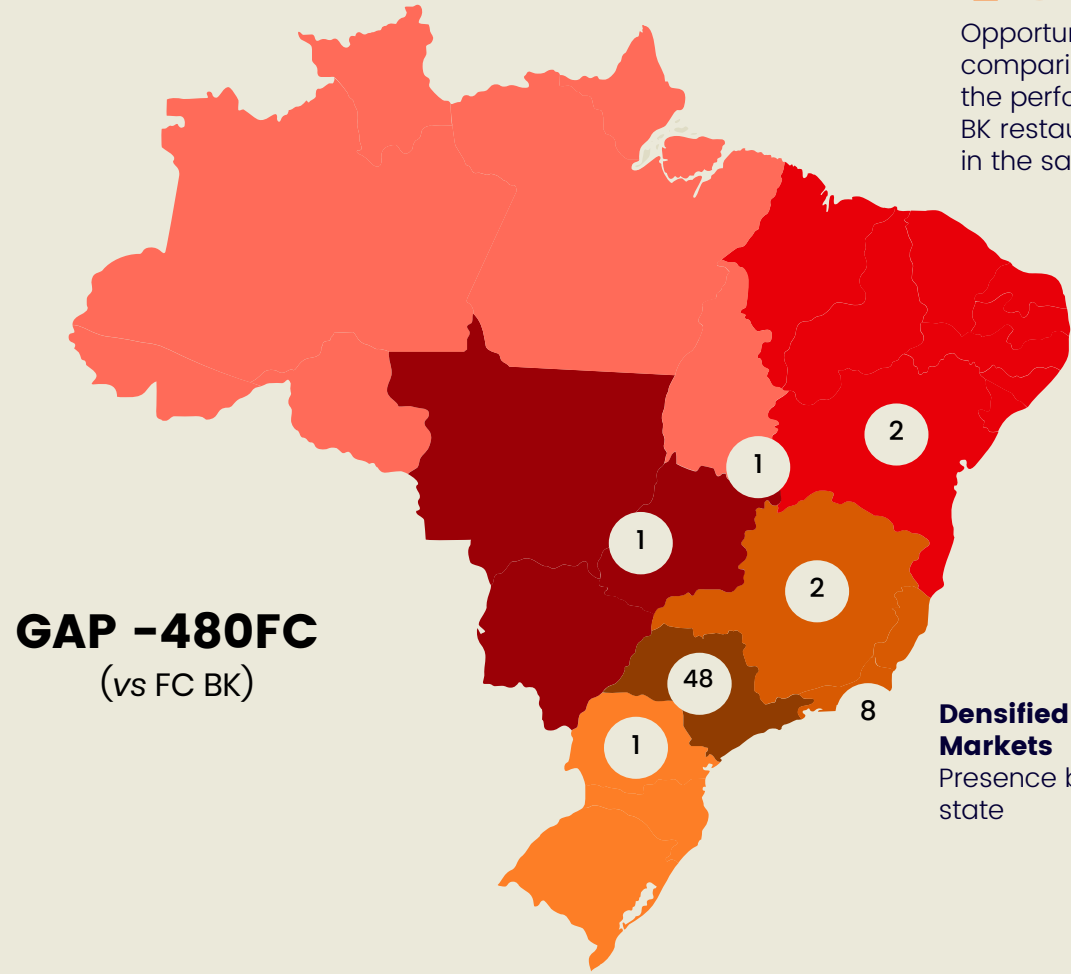 Opportun
compari
the perfo
BK restau
in the sa
2
1
1
2
GAP -480FC
(vs FC BK)
48
8
1
Densified
Markets
Presence b
state